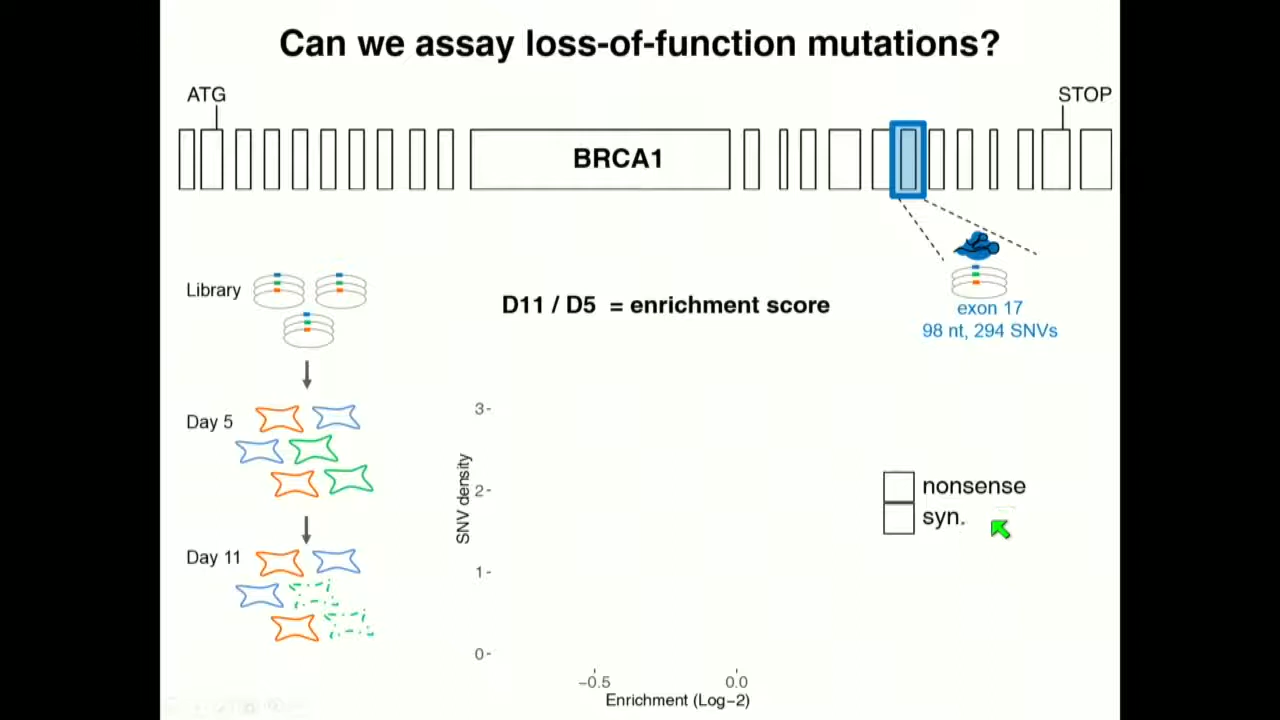 Can we assay loss-of-function mutations?
ATG
STOP
BRCA1
Library
D11 / D5 = enrichment score
exon 17
98 nt, 294 SNVs
Day 5
Day 11
3
2
1
0
SNV density
−0.5
0.0
Enrichment (Log−2)
nonsense
syn.